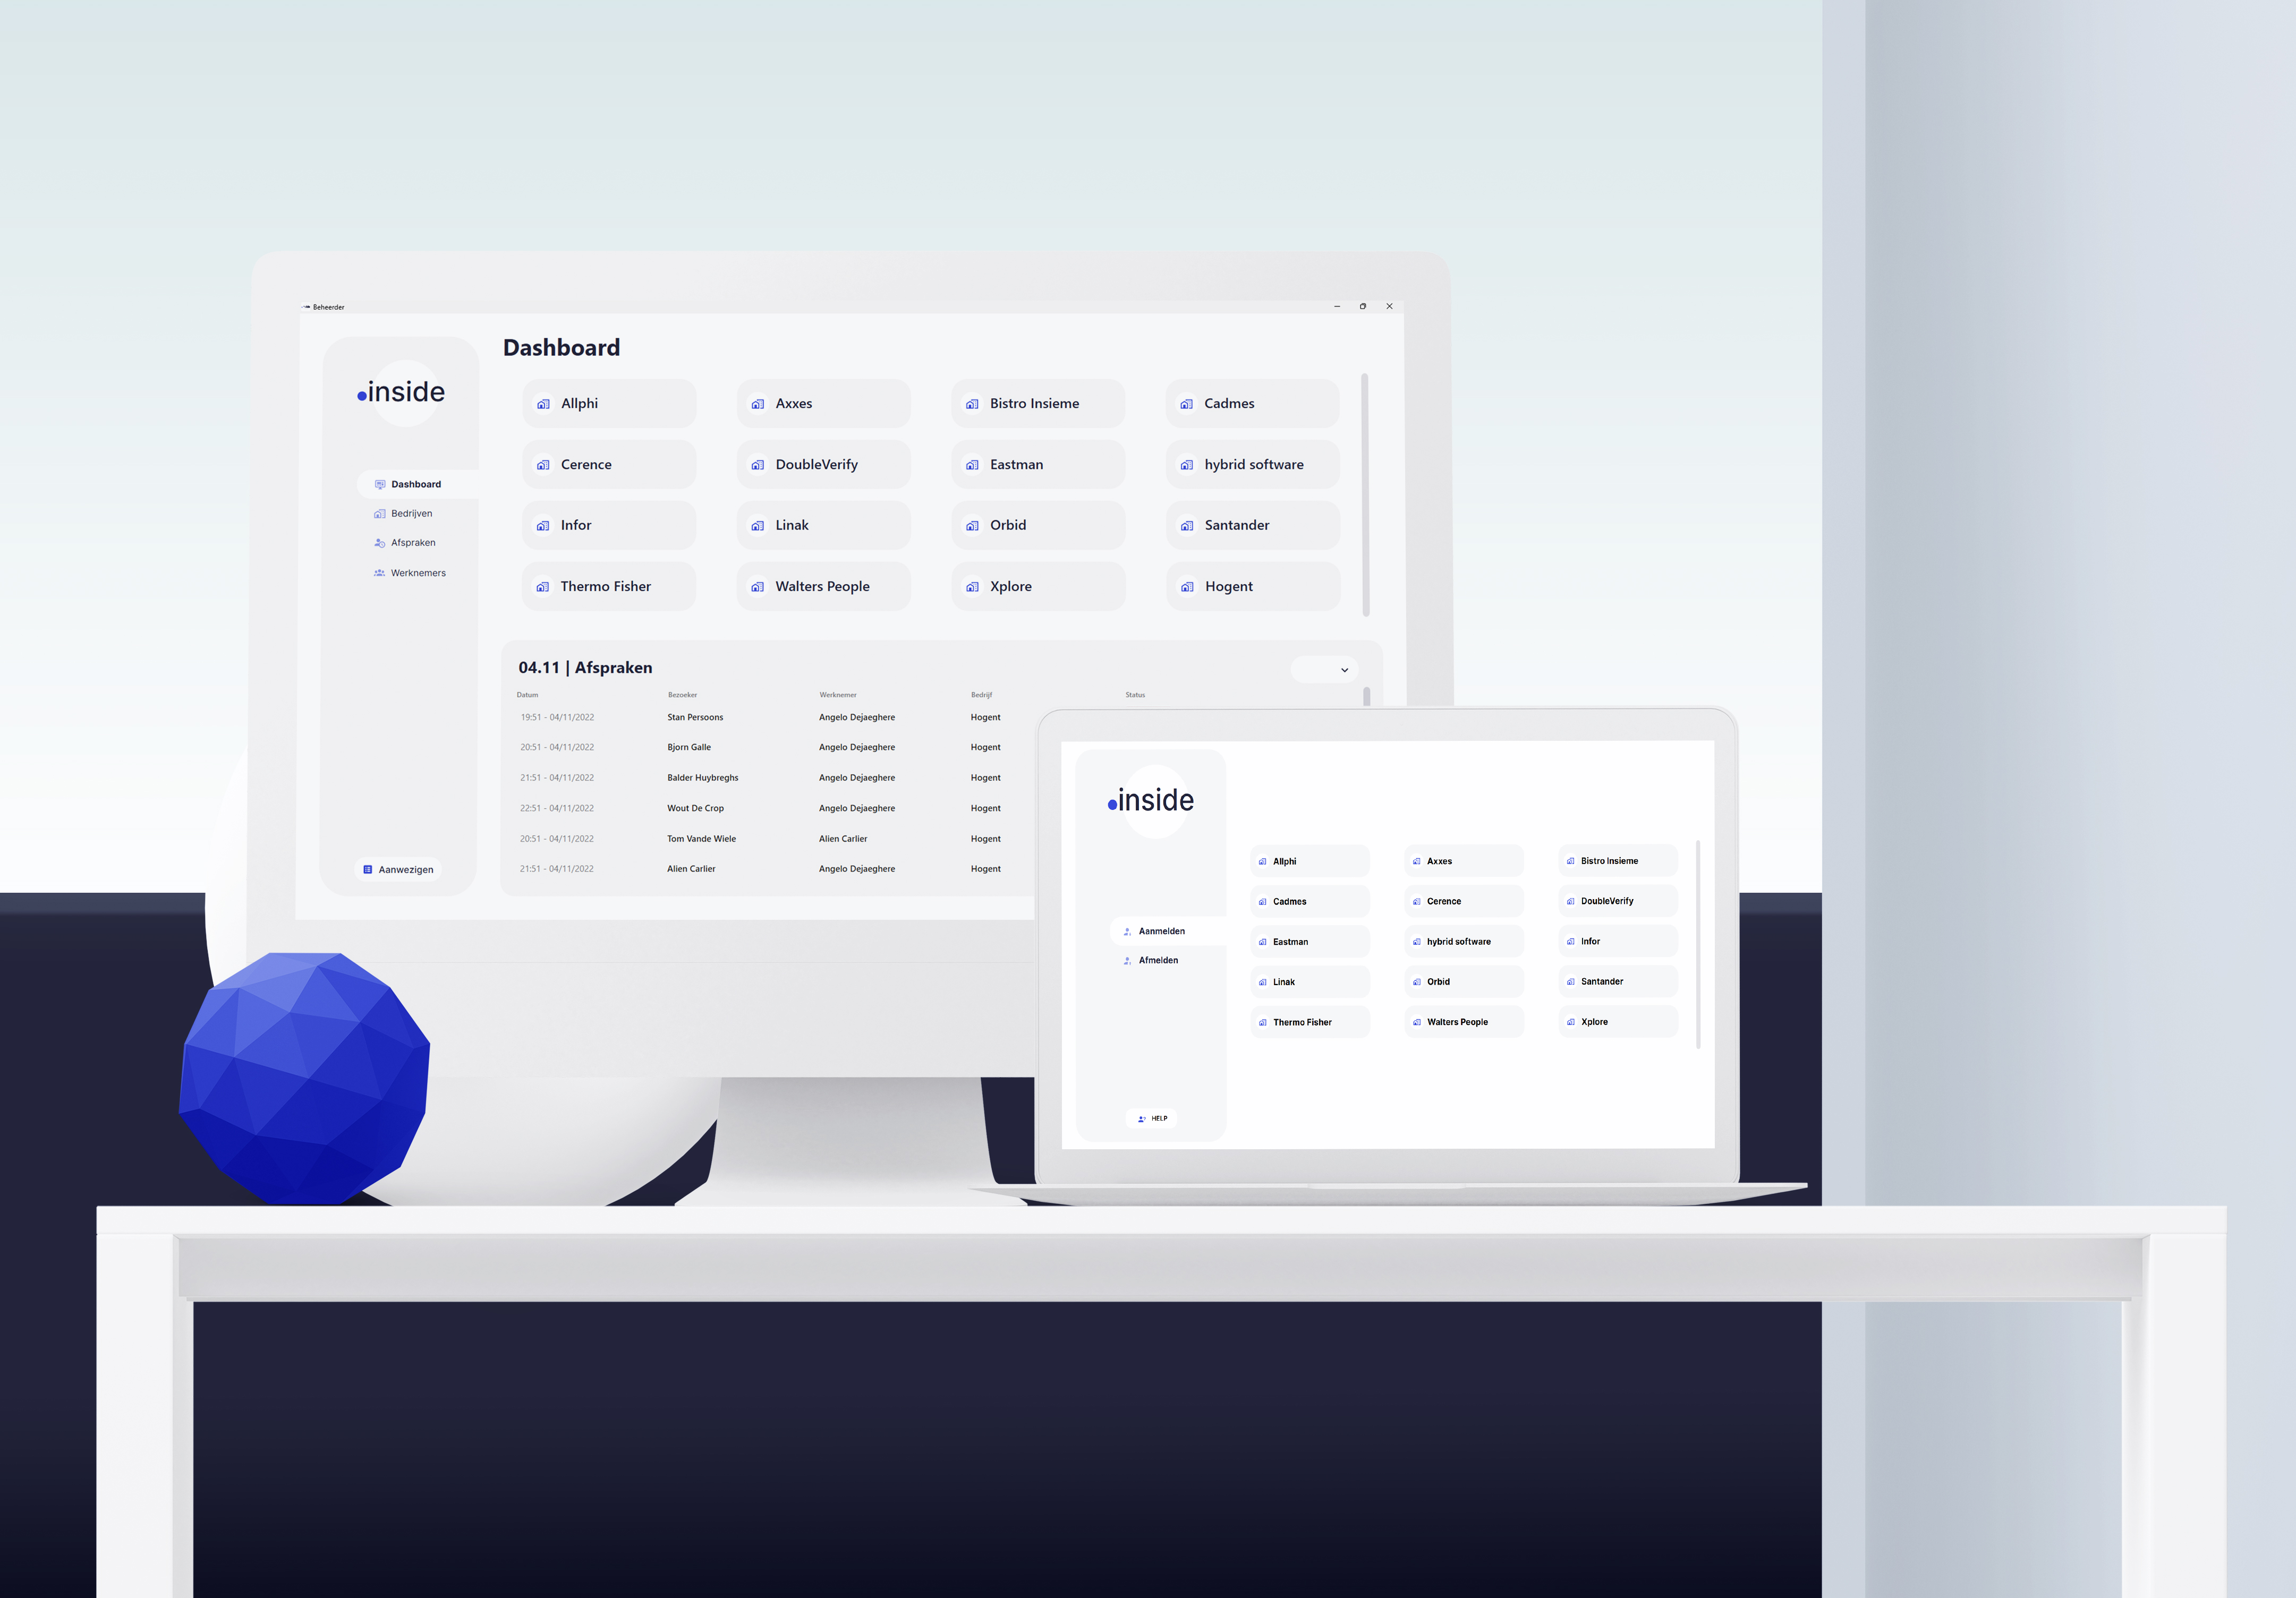 Beheerder
.inside
Dashboard
Bedrijven
Afspraken
Werknemers
Aanwezigen
Dashboard
Allphi Axxes Bistro Insieme Cadmes
Cerence DoubleVerify Eastman hybrid software
Infor Linak Orbid Santander
Thermo Fisher Walters People Xplore Hogent
04.11 | Afspraken
Datum Bezoeker Werknemer Bedrijf Status
19:51 - 04/11/2022 Stan Persoons Angelo Dejaeghere Hogent
20:51 - 04/11/2022 Bjorn Galle Angelo Dejaeghere Hogent
21:51 - 04/11/2022 Balder Huybreghs Angelo Dejaeghere Hogent
22:51 - 04/11/2022 Wout De Crop Angelo Dejaeghere Hogent
20:51 - 04/11/2022 Tom Vande Wiele Alien Carlier Hogent
21:51 - 04/11/2022 Alien Carlier Angelo Dejaeghere Hogent
.inside
Aanmelden
Afmelden
HELP
Allphi Axxes Bistro Insieme
Cadmes Cerence DoubleVerify
Eastman hybrid software Infor
Linak Orbid Santander
Thermo Fisher Walters People Xplore